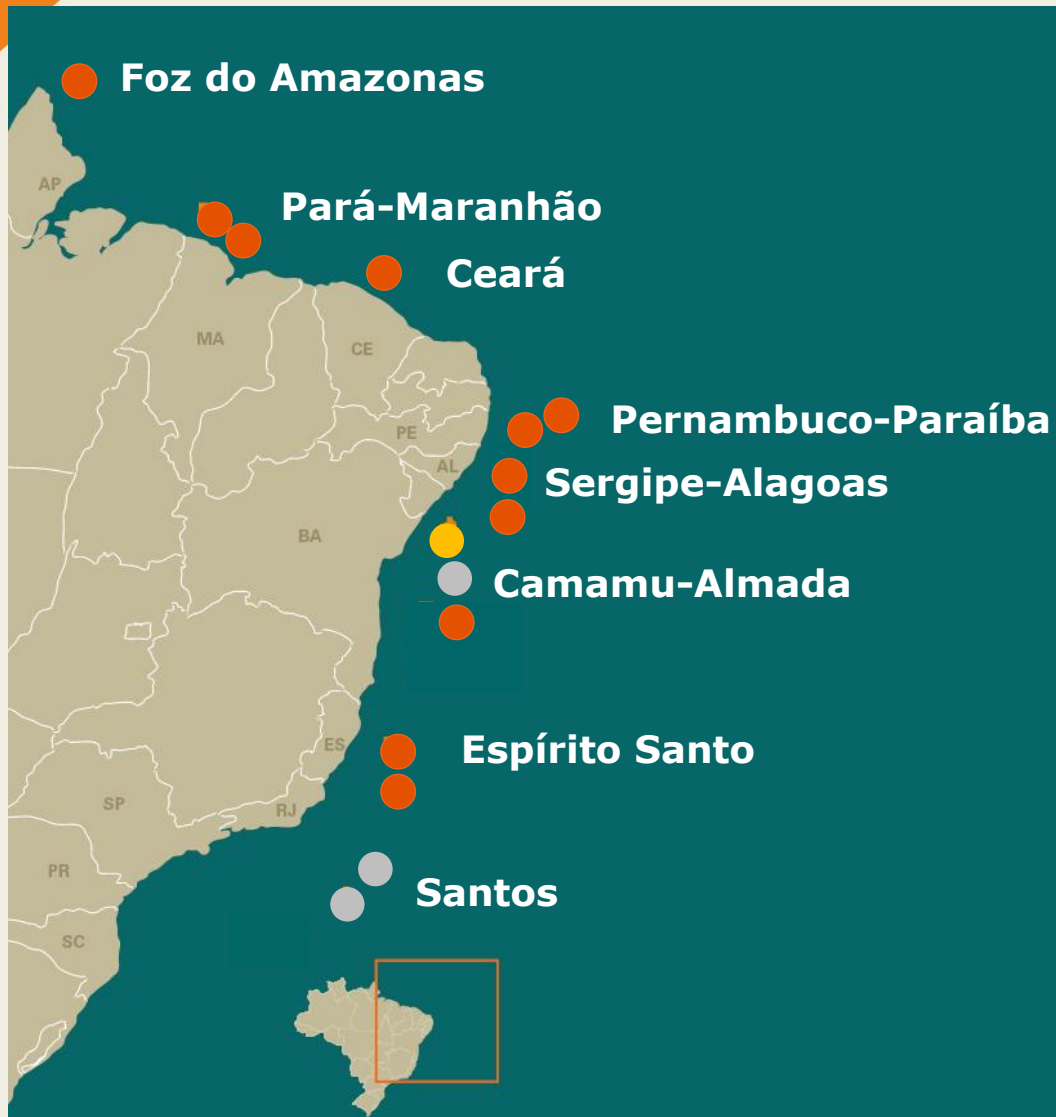 Foz do Amazonas
AP
Pará-Maranhão
Ceará
MA
CE
Pernambuco-Paraíba
PE
AL
Sergipe-Alagoas
BA
Camamu-Almada
ES
Espírito Santo
SP
RJ
PR
Santos
SC